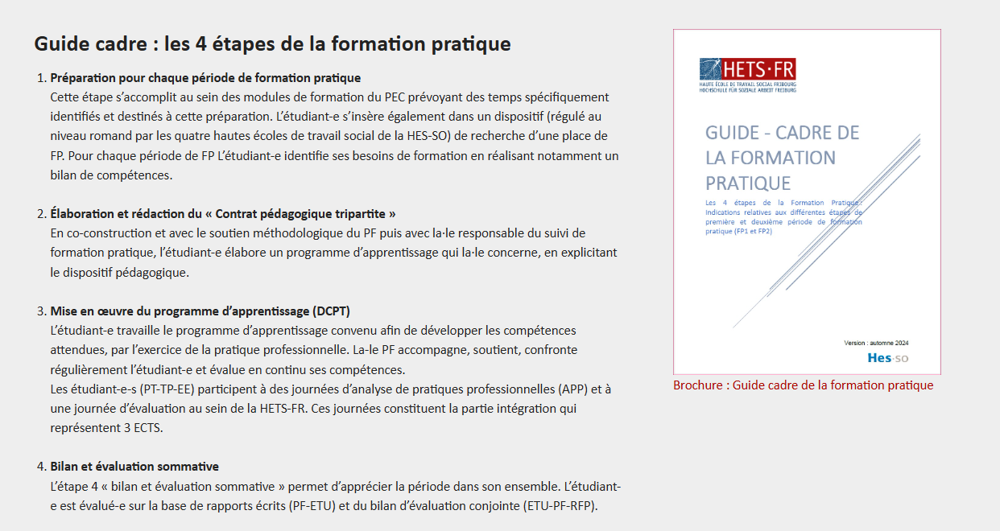 Guide cadre : les 4 étapes de la formation pratique
1. Préparation pour chaque période de formation pratique
Cette étape s’accomplit au sein des modules de formation du PEC prévoyant des temps spécifiquement
identifiés et destinés à cette préparation. L’étudiant-e s’insère également dans un dispositif (régulé au
niveau romand par les quatre hautes écoles de travail social de la HES-SO) de recherche d’une place de
FP. Pour chaque période de FP L’étudiant-e identifie ses besoins de formation en réalisant notamment un
bilan de compétences.
2. Élaboration et rédaction du « Contrat pédagogique tripartite »
En co-construction et avec le soutien méthodologique du PF puis avec la·le responsable du suivi de
formation pratique, l’étudiant-e élabore un programme d’apprentissage qui la·le concerne, en explicitant
le dispositif pédagogique.
3. Mise en œuvre du programme d’apprentissage (DCPT)
L’étudiant-e travaille le programme d’apprentissage convenu afin de développer les compétences
attendues, par l’exercice de la pratique professionnelle. La-le PF accompagne, soutient, confronte
régulièrement l’étudiant-e et évalue en continu ses compétences.
Les étudiant-e-s (PT-TP-EE) participent à des journées d’analyse de pratiques professionnelles (APP) et à
une journée d’évaluation au sein de la HETS-FR. Ces journées constituent la partie intégration qui
représentent 3 ECTS.
4. Bilan et évaluation sommative
L’étape 4 « bilan et évaluation sommative » permet d’apprécier la période dans son ensemble. L’étudiant-
e est évalué-e sur la base de rapports écrits (PF-ETU) et du bilan d’évaluation conjointe (ETU-PF-RFP).
HETS·FR
HAUTE ÉCOLE DE TRAVAIL SOCIAL FRIBOURG
HOCHSCHULE FÜR SOZIALE ARBEIT FREIBURG
GUIDE - CADRE DE
LA FORMATION
PRATIQUE
Les 4 étapes de la Formation Pratique :
Indications relatives aux différentes étapes de
première et deuxième période de formation
pratique (FP1 et FP2)
Version : automne 2024
Hes·so
Brochure : Guide cadre de la formation pratique